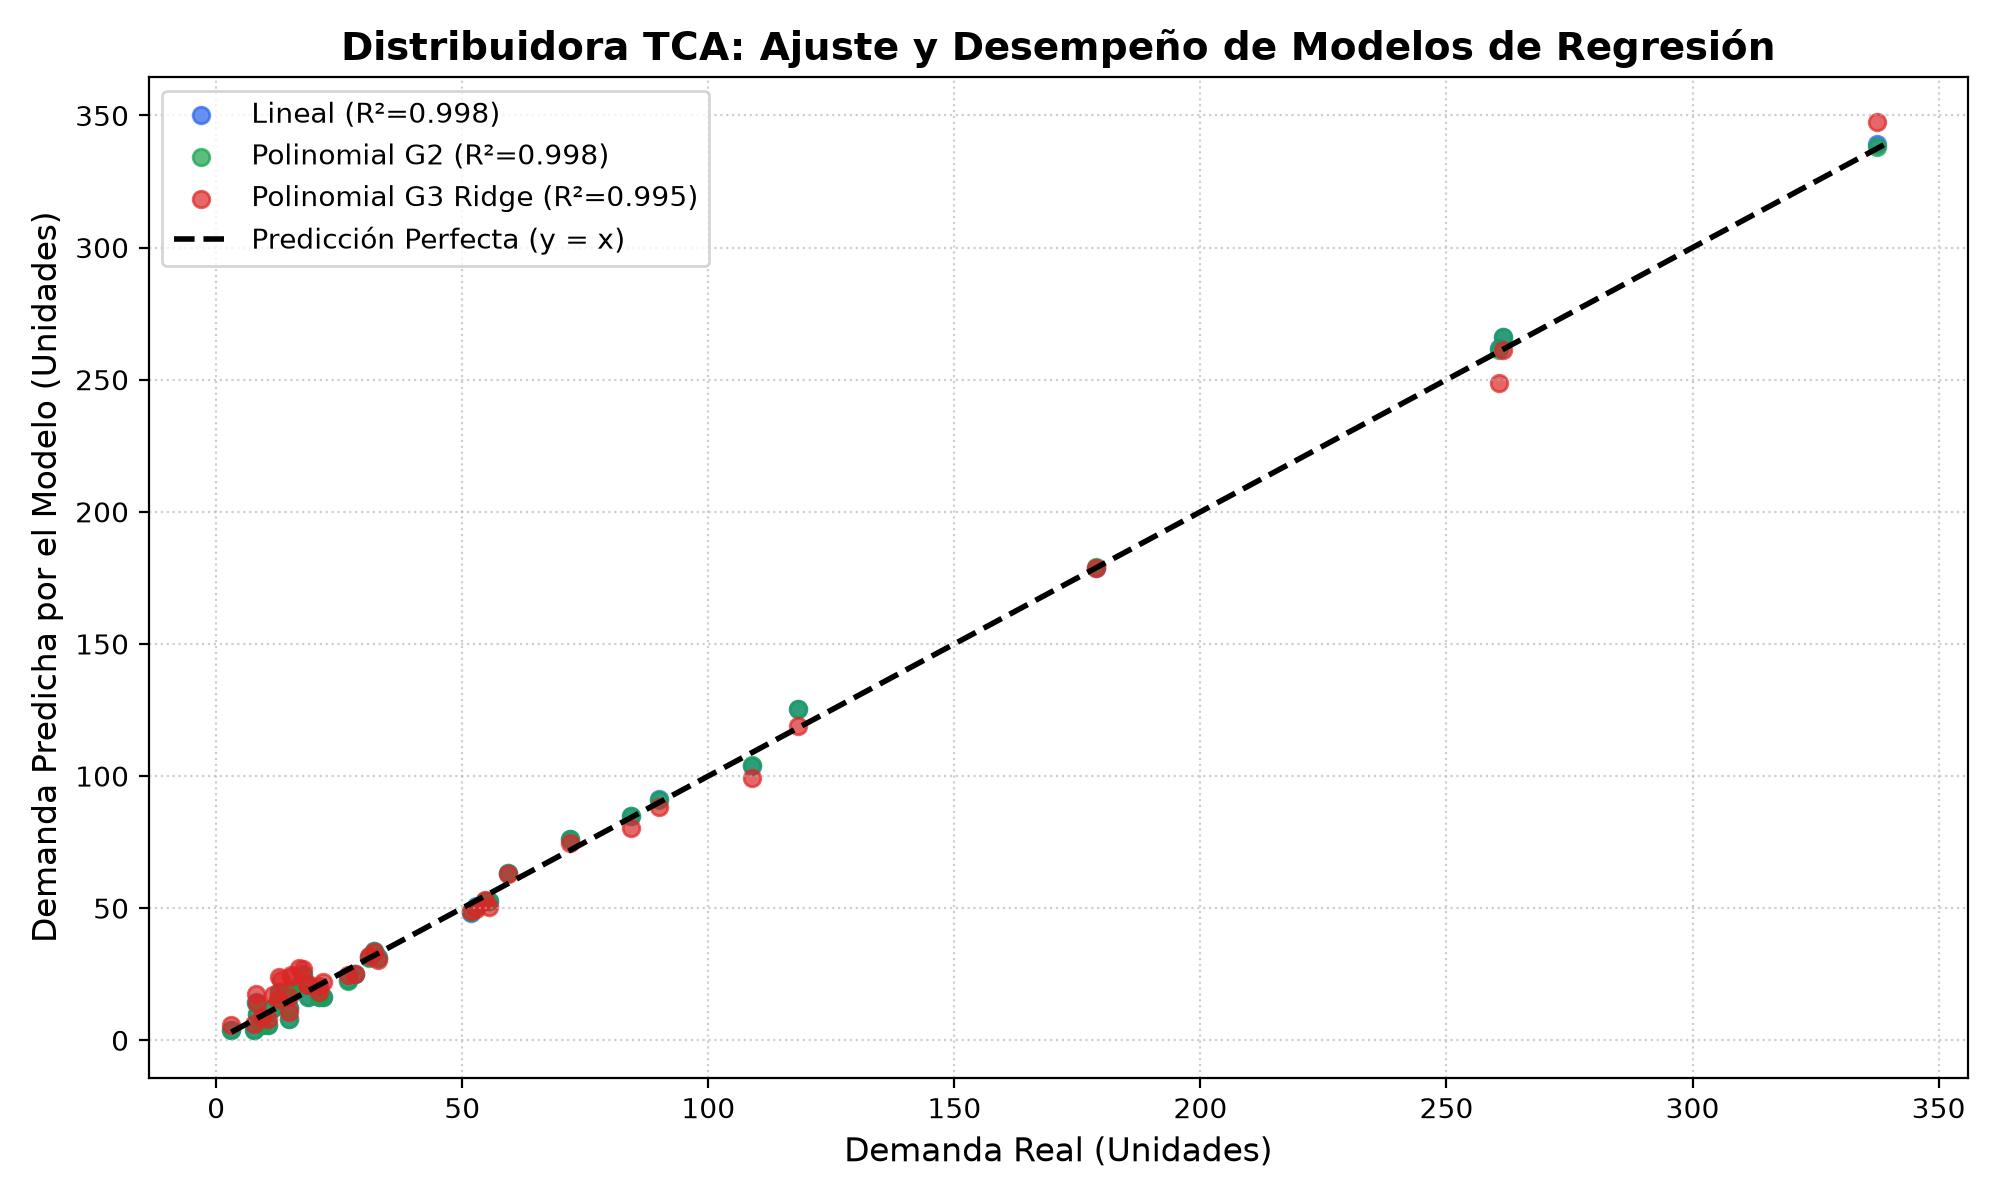 Distribuidora TCA: Ajuste y Desempeño de Modelos de Regresión
Lineal (R²=0.998)
Polinomial G2 (R²=0.998)
Polinomial G3 Ridge (R²=0.995)
Predicción Perfecta (y = x)
Demanda Predicha por el Modelo (Unidades)
350
300
250
200
150
100
50
0
0 50 100 150 200 250 300 350
Demanda Real (Unidades)